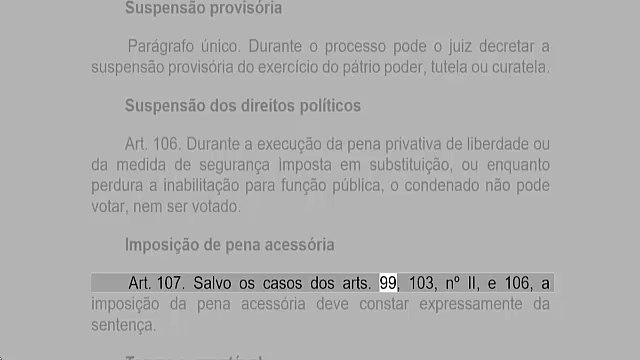 Suspensão provisória
Parágrafo único. Durante o processo pode o juiz decretar a
suspensão provisória do exercício do pátrio poder, tutela ou curatela.
Suspensão dos direitos políticos
Art. 106. Durante a execução da pena privativa de liberdade ou
da medida de segurança imposta em substituição, ou enquanto
perdura a inabilitação para função pública, o condenado não pode
votar, nem ser votado.
Imposição de pena acessória
Art. 107. Salvo os casos dos arts. 99, 103, nº II, e 106, a
imposição da pena acessória deve constar expressamente da
sentença.